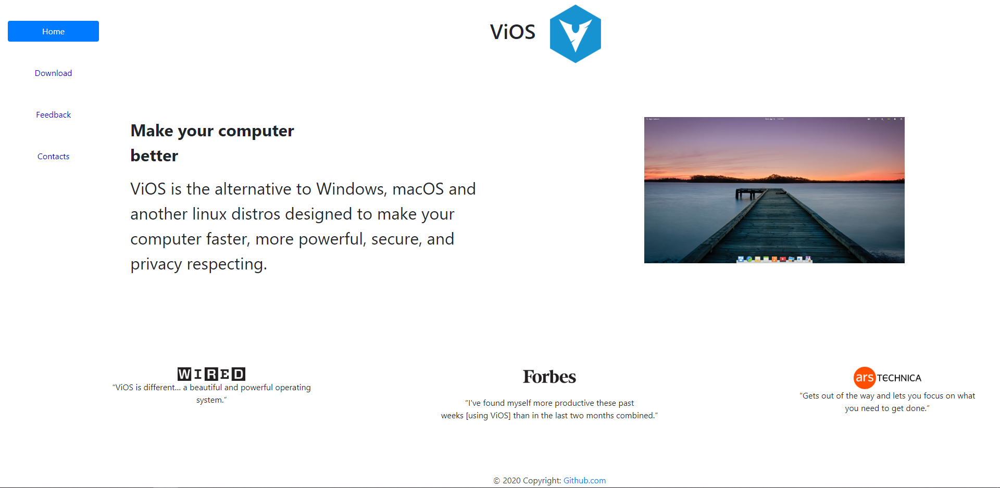 Home
ViOS
Download
Feedback
Contacts
Make your computer
better
ViOS is the alternative to Windows, macOS and
another linux distros designed to make your
computer faster, more powerful, secure, and
privacy respecting.
WIRED
“ViOS is different... a beautiful and powerful operating
system.”
Forbes
“I've found myself more productive these past
weeks [using ViOS] than in the last two months combined.”
ars TECHNICA
“Gets out of the way and lets you focus on what
you need to get done.”
© 2020 Copyright: Github.com